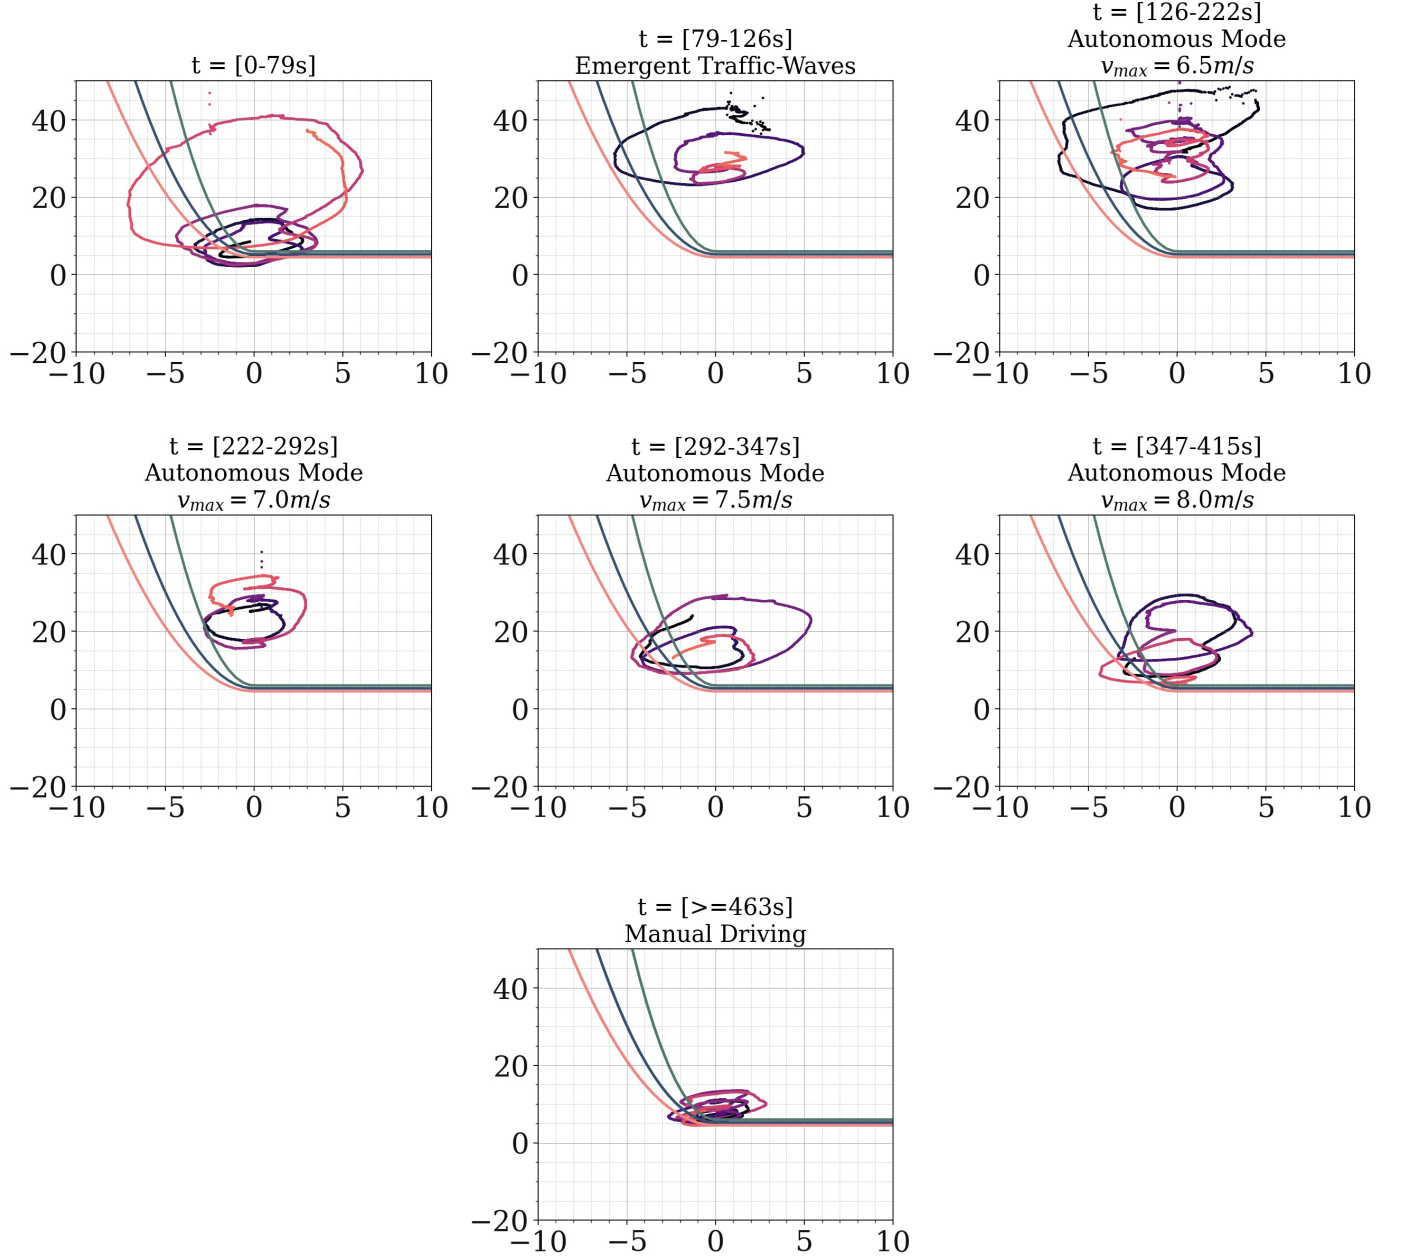 t = [0-79s]
40
20
0
−20
−10 −5 0 5 10
t = [79-126s]
Emergent Traffic-Waves
40
20
0
−20
−10 −5 0 5 10
t = [126-222s]
Autonomous Mode
vmax = 6.5m/s
40
20
0
−20
−10 −5 0 5 10
t = [222-292s]
Autonomous Mode
vmax = 7.0m/s
40
20
0
−20
−10 −5 0 5 10
t = [292-347s]
Autonomous Mode
vmax = 7.5m/s
40
20
0
−20
−10 −5 0 5 10
t = [347-415s]
Autonomous Mode
vmax = 8.0m/s
40
20
0
−20
−10 −5 0 5 10
t = [>=463s]
Manual Driving
40
20
0
−20
−10 −5 0 5 10